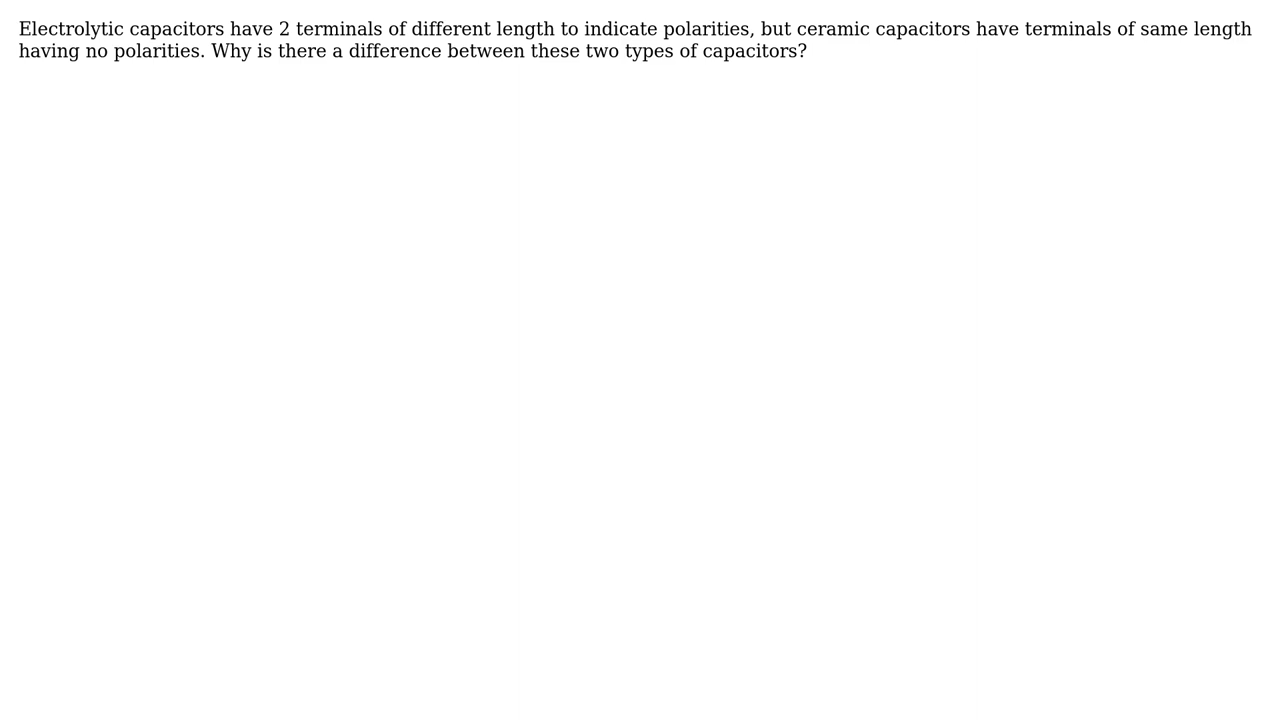 Electrolytic capacitors have 2 terminals of different length to indicate polarities, but ceramic capacitors have terminals of same length
having no polarities. Why is there a difference between these two types of capacitors?